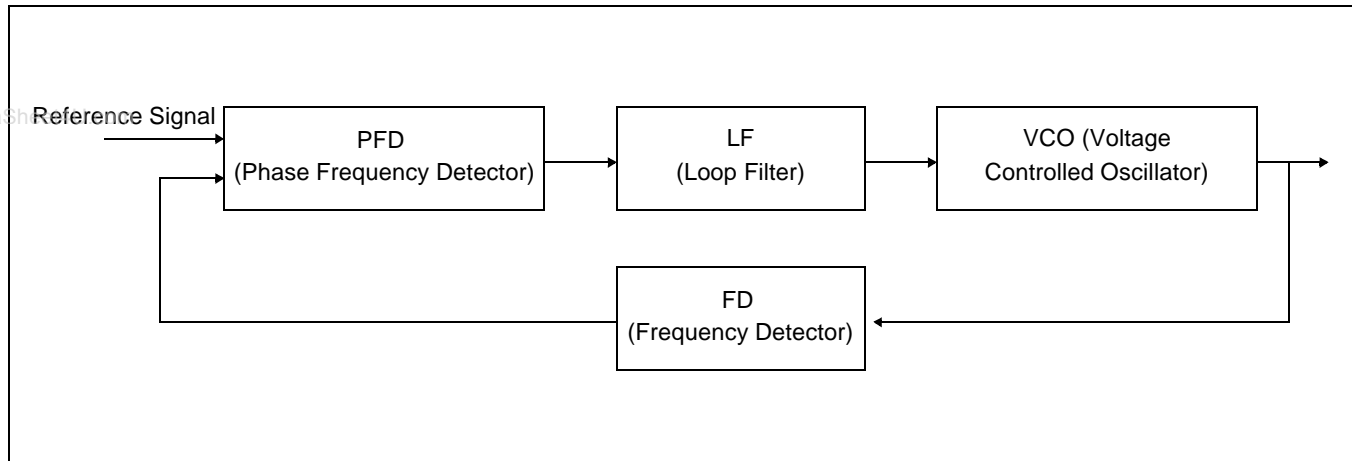 Reference Signal
PFD
(Phase Frequency Detector)
LF
(Loop Filter)
VCO (Voltage
Controlled Oscillator)
FD
(Frequency Detector)